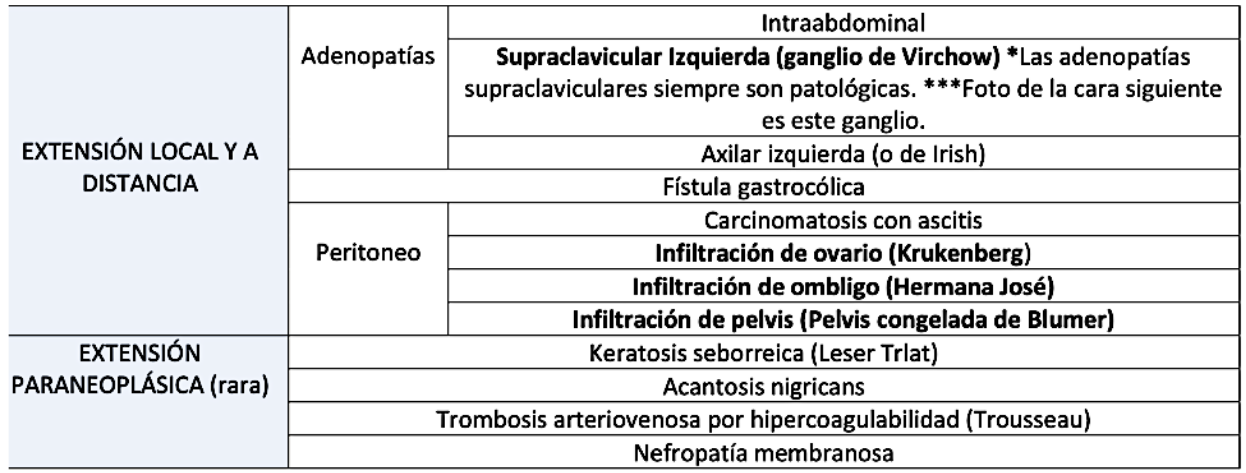 EXTENSIÓN LOCAL Y A
DISTANCIA
Adenopatías
Intraabdominal
Supraclavicular Izquierda (ganglio de Virchow) *Las adenopatías
supraclaviculares siempre son patológicas. ***Foto de la cara siguiente
es este ganglio.
Axilar izquierda (o de Irish)
Fístula gastrocólica
Peritoneo
Carcinomatosis con ascitis
Infiltración de ovario (Krukenberg)
Infiltración de ombligo (Hermana José)
Infiltración de pelvis (Pelvis congelada de Blumer)
EXTENSIÓN
PARANEOPLÁSICA (rara)
Keratosis seborreica (Leser Trlat)
Acantosis nigricans
Trombosis arteriovenosa por hipercoagulabilidad (Trousseau)
Nefropatía membranosa